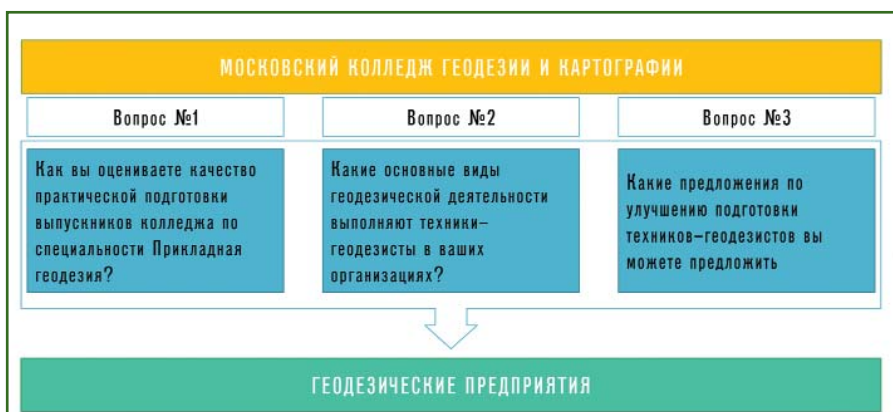 МОСКОВСКИЙ КОЛЛЕДЖ ГЕОДЕЗИИ И КАРТОГРАФИИ
Вопрос №1
Как вы оцениваете качество
практической подготовки
выпускников колледжа по
специальности Прикладная
геодезия?
Вопрос №2
Какие основные виды
геодезической деятельности
выполняют техники–
геодезисты в ваших
организациях?
Вопрос №3
Какие предложения по
улучшению подготовки
техников–геодезистов вы
можете предложить
ГЕОДЕЗИЧЕСКИЕ ПРЕДПРИЯТИЯ